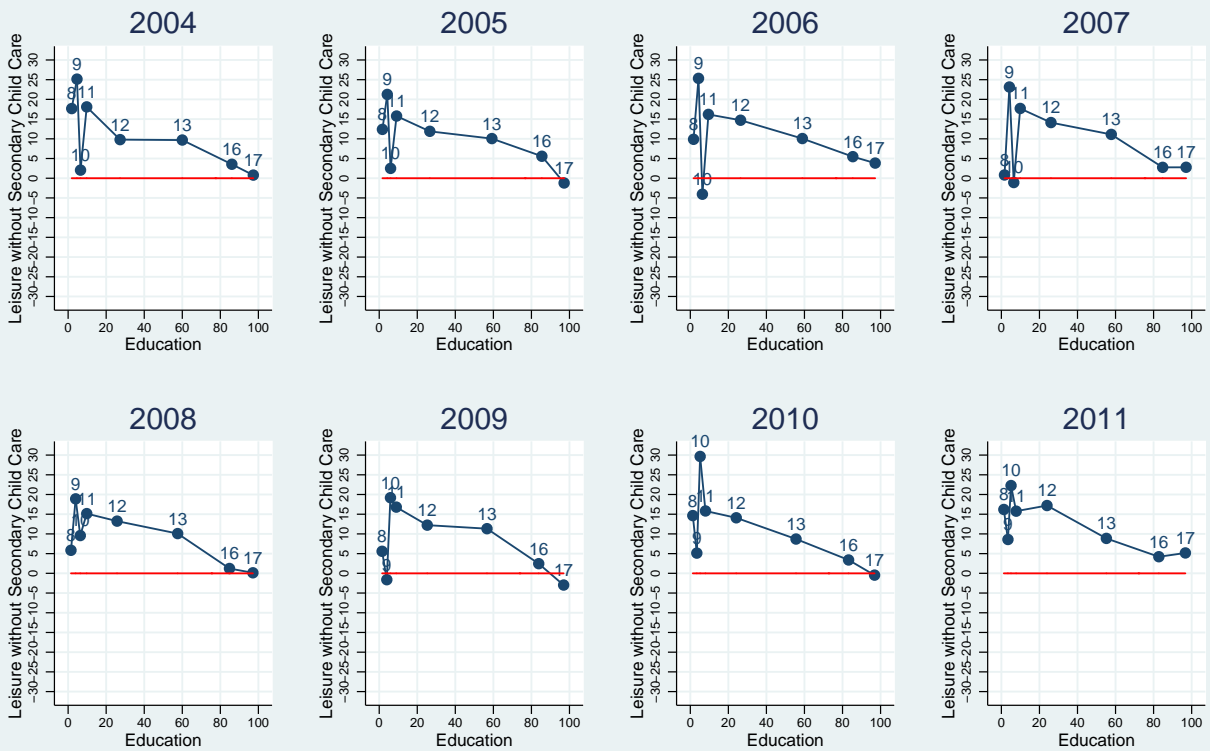 2004
Leisure without Secondary Child Care
−30−25−20−15−10−5 0 5 10 15 20 25 30
8 9 10 11 12 13 16 17
0 20 40 60 80 100
Education
2005
Leisure without Secondary Child Care
−30−25−20−15−10−5 0 5 10 15 20 25 30
8 9 10 11 12 13 16 17
0 20 40 60 80 100
Education
2006
Leisure without Secondary Child Care
−30−25−20−15−10−5 0 5 10 15 20 25 30
8 9 10 11 12 13 16 17
0 20 40 60 80 100
Education
2007
Leisure without Secondary Child Care
−30−25−20−15−10−5 0 5 10 15 20 25 30
8 9 10 11 12 13 16 17
0 20 40 60 80 100
Education
2008
Leisure without Secondary Child Care
−30−25−20−15−10−5 0 5 10 15 20 25 30
8 9 10 11 12 13 16 17
0 20 40 60 80 100
Education
2009
Leisure without Secondary Child Care
−30−25−20−15−10−5 0 5 10 15 20 25 30
8 9 10 11 12 13 16 17
0 20 40 60 80 100
Education
2010
Leisure without Secondary Child Care
−30−25−20−15−10−5 0 5 10 15 20 25 30
8 9 10 11 12 13 16 17
0 20 40 60 80 100
Education
2011
Leisure without Secondary Child Care
−30−25−20−15−10−5 0 5 10 15 20 25 30
8 9 10 11 12 13 16 17
0 20 40 60 80 100
Education